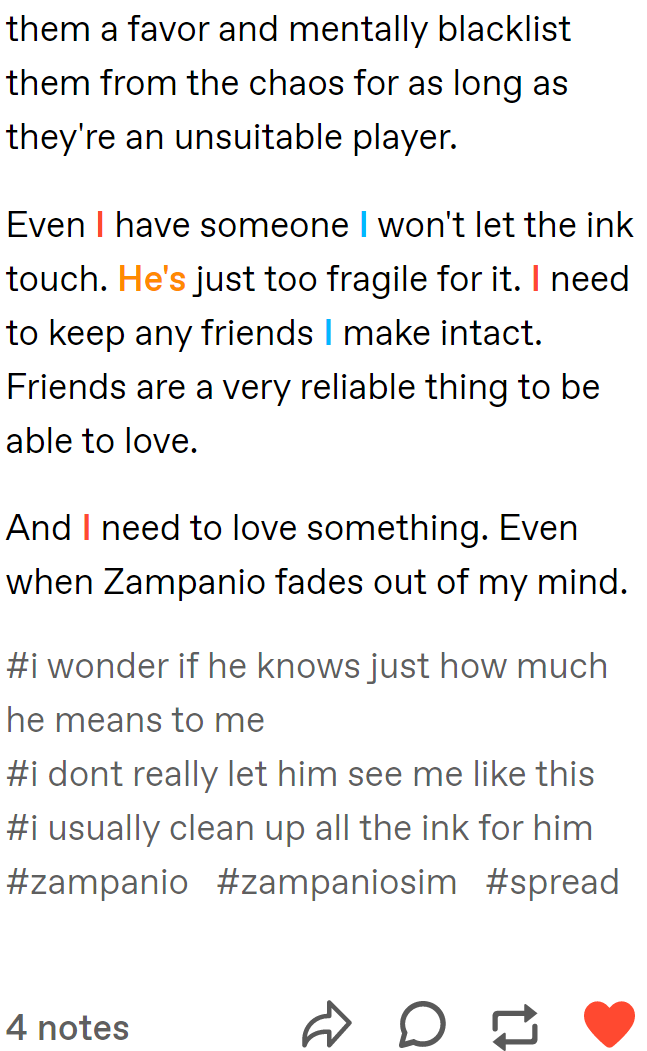 them a favor and mentally blacklist
them from the chaos for as long as
they're an unsuitable player.
Even I have someone I won't let the ink
touch. He's just too fragile for it. I need
to keep any friends I make intact.
Friends are a very reliable thing to be
able to love.
And I need to love something. Even
when Zampanio fades out of my mind.
#i wonder if he knows just how much
he means to me
#i dont really let him see me like this
#i usually clean up all the ink for him
#zampanio #zampaniosim #spread
4 notes